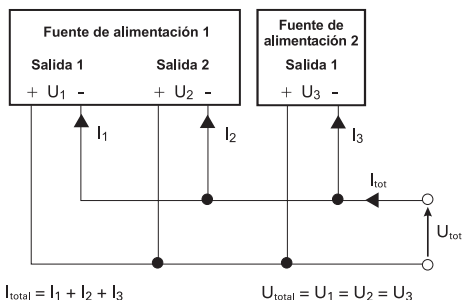 Fuente de alimentación 1
Salida 1 Salida 2
+ U1 - + U2 -
Fuente de
alimentación 2
Salida 1
+ U3 -
I1
I2
I3
Itot
Utot
Itotal = I1 + I2 + I3
Utotal = U1 = U2 = U3